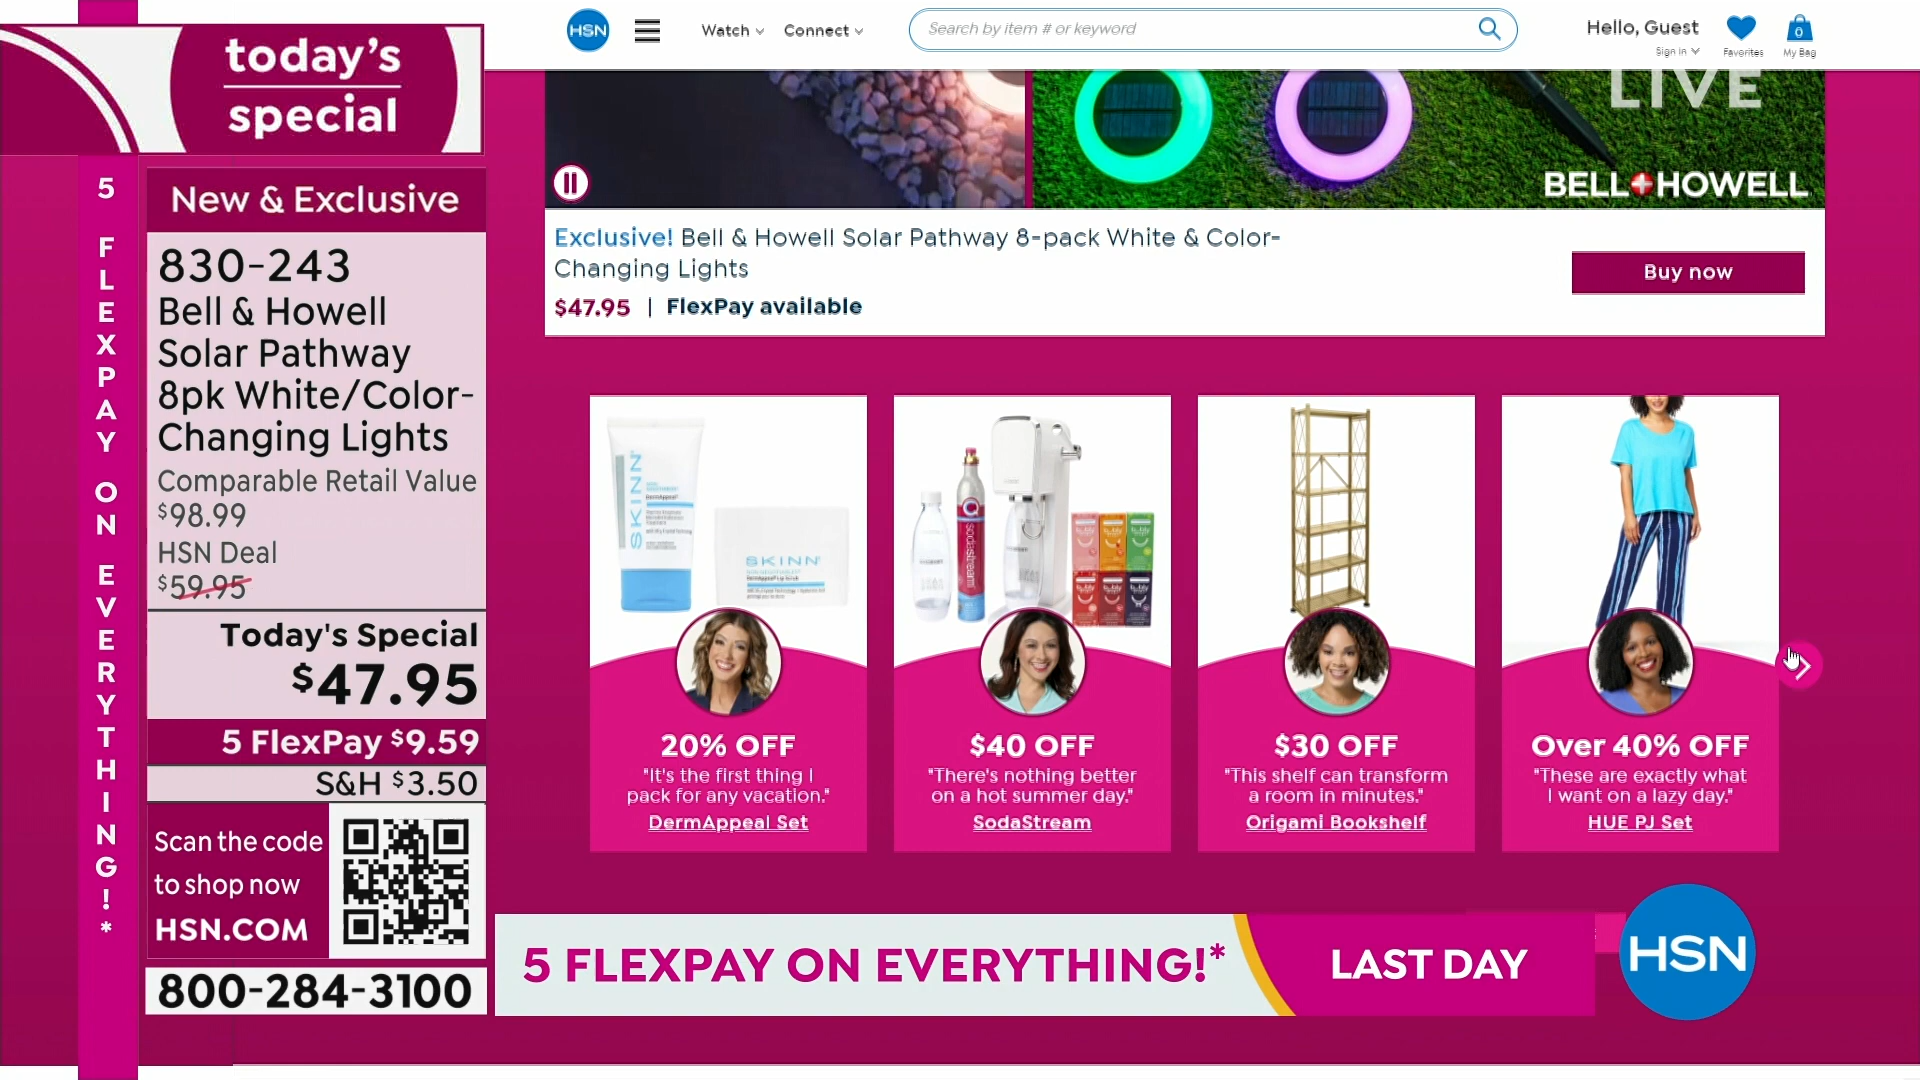 today's
special
5 FLEXPAY ON EVERYTHING!*
New & Exclusive
830-243
Bell & Howell
Solar Pathway
8pk White/Color-
Changing Lights
Comparable Retail Value
$98.99
HSN Deal
$59.95
Today's Special
$47.95
5 FlexPay $9.59
S&H $3.50
Scan the code
to shop now
HSN.COM
800-284-3100
HSN
Watch
Connect
Search by item # or keyword
Hello, Guest
Sign In
Favorites
0
My Bag
LIVE
BELL+HOWELL
Exclusive! Bell & Howell Solar Pathway 8-pack White & Color-
Changing Lights
$47.95 | FlexPay available
Buy now
SKINN
DermAppeal
SKINN
sodastream
20% OFF
"It's the first thing I
pack for any vacation."
DermAppeal Set
$40 OFF
"There's nothing better
on a hot summer day."
SodaStream
$30 OFF
"This shelf can transform
a room in minutes."
Origami Bookshelf
Over 40% OFF
"These are exactly what
I want on a lazy day."
HUE PJ Set
5 FLEXPAY ON EVERYTHING!*
LAST DAY
HSN